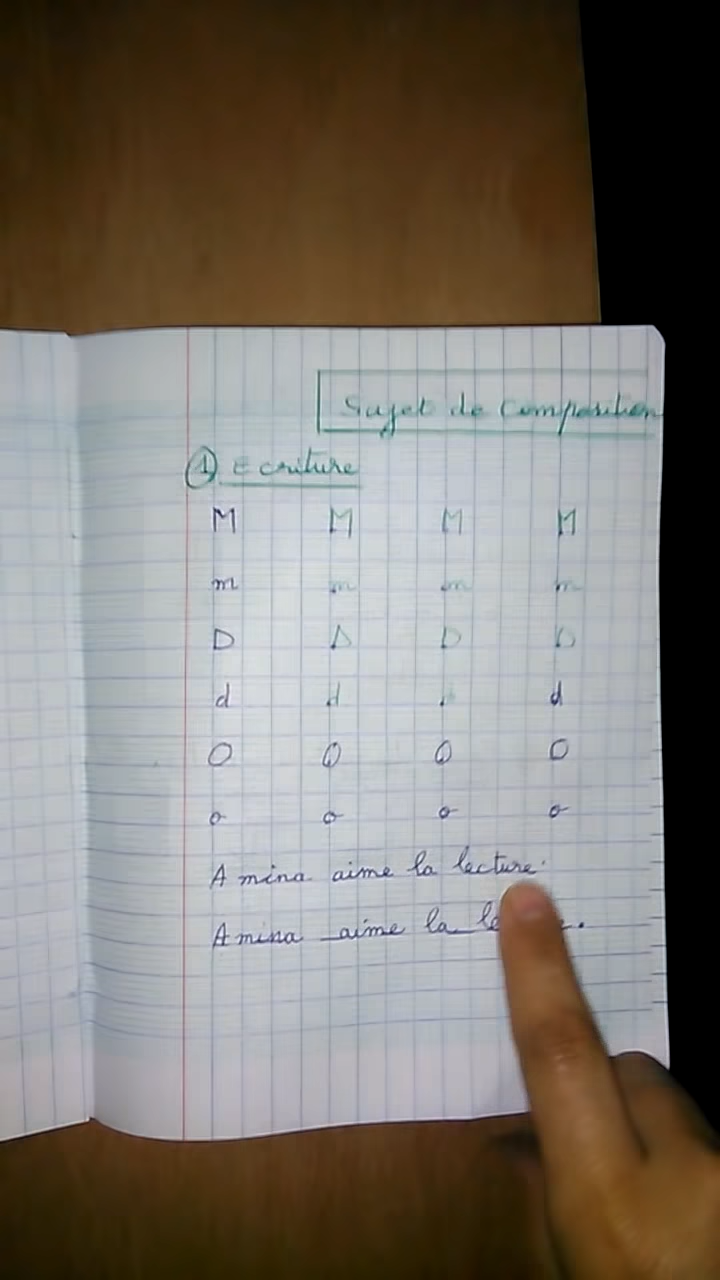 Sujet de Composition
1 Ecriture
M M M M
m m m m
D D D D
d d d
O O O O
o o o o
Amina aime la lecture.
Amina aime la